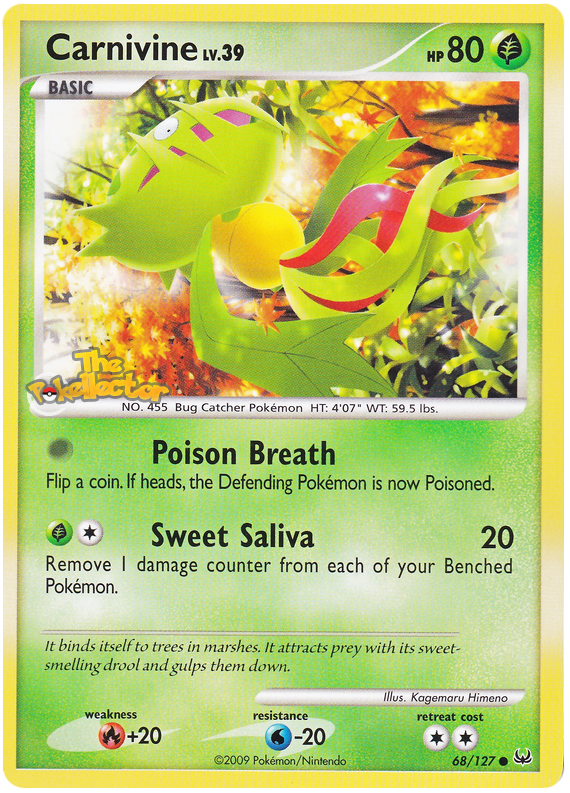 Carnivine LV.39
HP 80
BASIC
The
Pokellector
NO. 455 Bug Catcher Pokémon HT: 4'07" WT: 59.5 lbs.
Poison Breath
Flip a coin. If heads, the Defending Pokémon is now Poisoned.
Sweet Saliva 20
Remove 1 damage counter from each of your Benched
Pokémon.
It binds itself to trees in marshes. It attracts prey with its sweet-
smelling drool and gulps them down.
Illus. Kagemaru Himeno
weakness resistance retreat cost
+20 -20
©2009 Pokémon/Nintendo 68/127